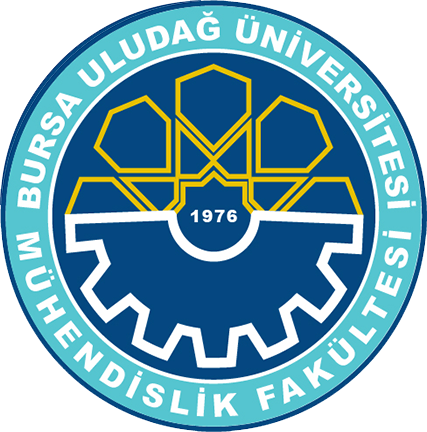 BURSA ULUDAĞ ÜNİVERSİTESİ
1976
MÜHENDİSLİK FAKÜLTESİ